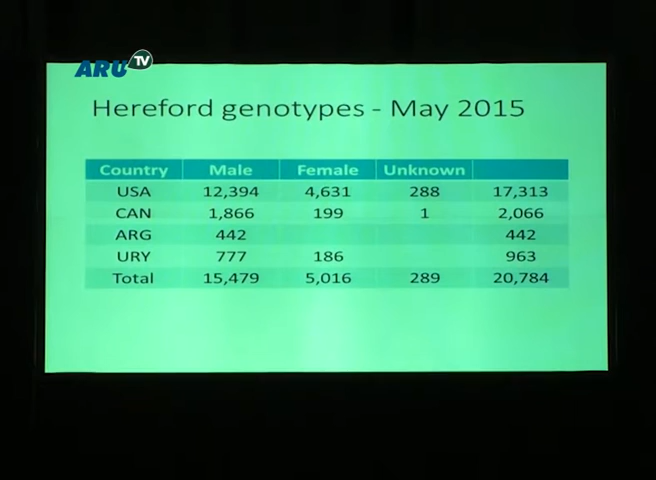 ARU TV
Hereford genotypes - May 2015
Country Male Female Unknown
USA 12,394 4,631 288 17,313
CAN 1,866 199 1 2,066
ARG 442 442
URY 777 186 963
Total 15,479 5,016 289 20,784